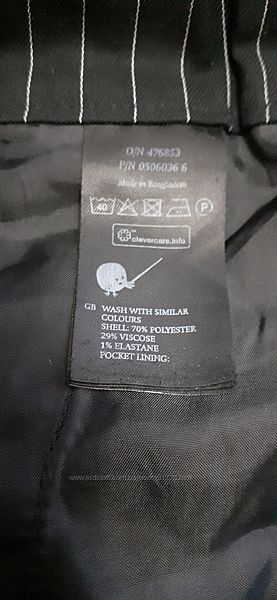 O/N 476853
P/N 0506036 6
Made in Bangladesh
40 P
clevercare.info
GB WASH WITH SIMILAR
COLOURS
SHELL: 70% POLYESTER
29% VISCOSE
1% ELASTANE
POCKET LINING: